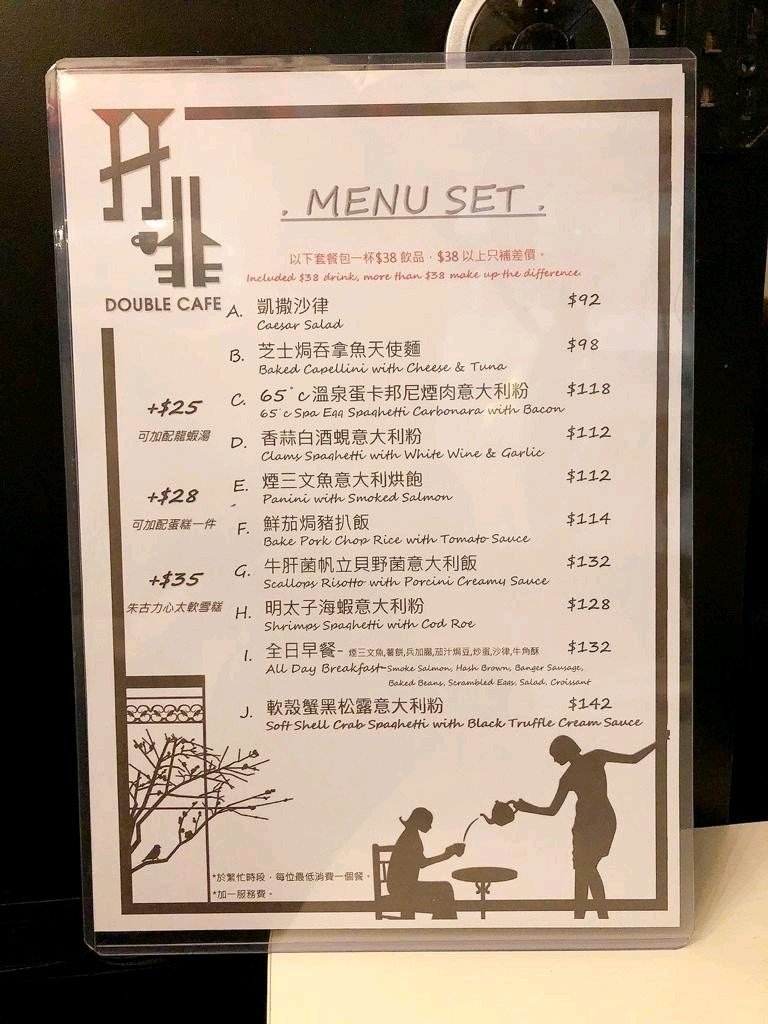 DOUBLE CAFE
. MENU SET .
以下套餐包一杯$38飲品，$38以上只補差價。
Included $38 drink, more than $38 make up the difference.
A. 凱撒沙律 $92
Caesar Salad
B. 芝士焗吞拿魚天使麵 $98
Baked Capellini with Cheese & Tuna
C. 65°c溫泉蛋卡邦尼煙肉意大利粉 $118
65°c Spa Egg Spaghetti Carbonara with Bacon
D. 香蒜白酒蜆意大利粉 $112
Clams Spaghetti with White Wine & Garlic
E. 煙三文魚意大利烘飽 $112
Panini with Smoked Salmon
F. 鮮茄焗豬扒飯 $114
Bake Pork Chop Rice with Tomato Sauce
G. 牛肝菌帆立貝野菌意大利飯 $132
Scallops Risotto with Porcini Creamy Sauce
H. 明太子海蝦意大利粉 $128
Shrimps Spaghetti with Cod Roe
I. 全日早餐- 煙三文魚,薯餅,兵加腸,茄汁焗豆,炒蛋,沙律,牛角酥 $132
All Day Breakfast-Smoke Salmon, Hash Brown, Banger Sausage,
Baked Beans, Scrambled Eggs, Salad, Croissant
J. 軟殼蟹黑松露意大利粉 $142
Soft Shell Crab Spaghetti with Black Truffle Cream Sauce
+$25
可加配龍蝦湯
+$28
可加配蛋糕一件
+$35
朱古力心太軟雪糕
*於繁忙時段，每位最低消費一個餐。
*加一服務費。